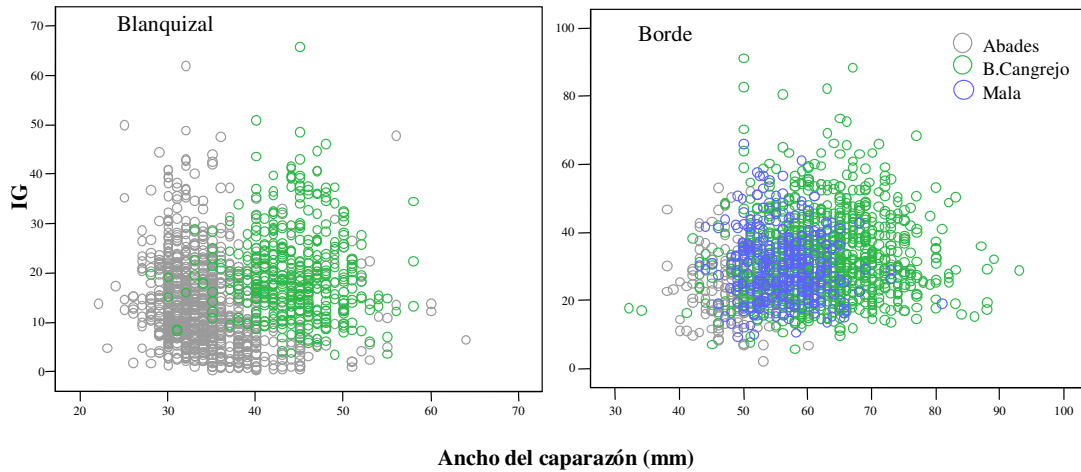 Blanquizal
70
60
50
40
30
20
10
0
20 30 40 50 60 70
IG
Borde
Abades
B.Cangrejo
Mala
100
80
60
40
20
0
30 40 50 60 70 80 90 100
Ancho del caparazón (mm)